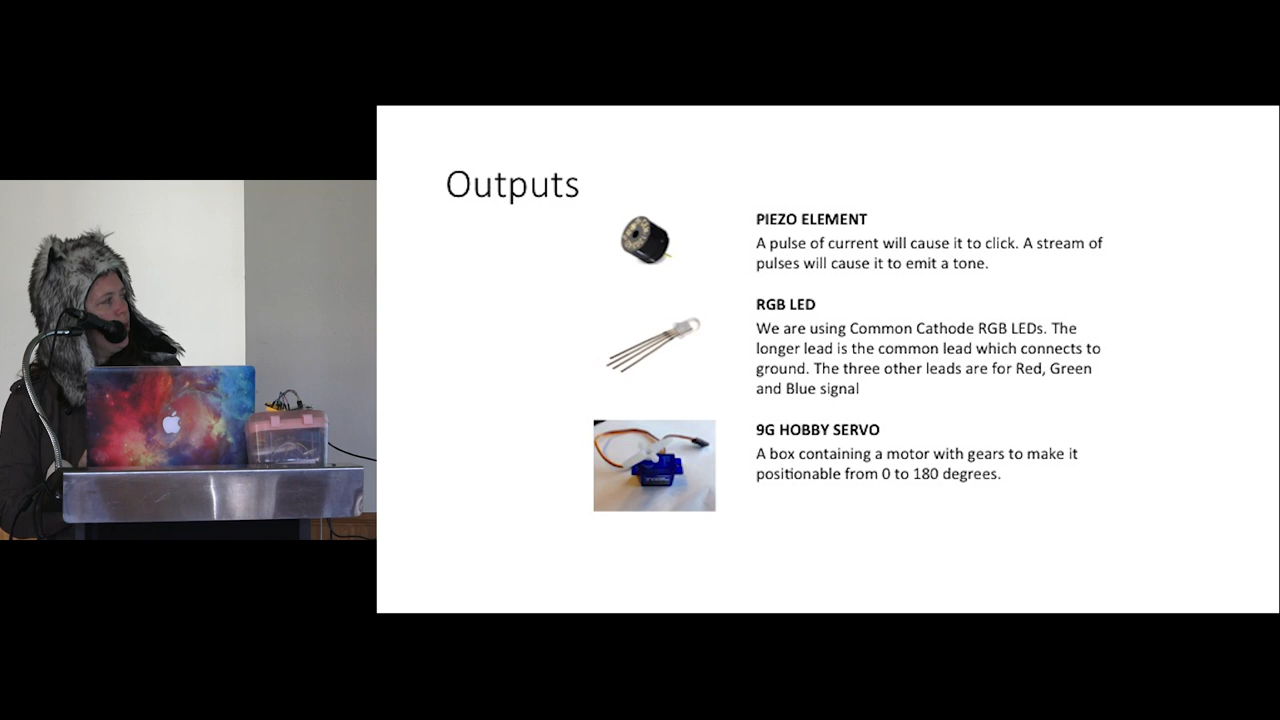 Outputs
PIEZO ELEMENT
A pulse of current will cause it to click. A stream of
pulses will cause it to emit a tone.
RGB LED
We are using Common Cathode RGB LEDs. The
longer lead is the common lead which connects to
ground. The three other leads are for Red, Green
and Blue signal
9G HOBBY SERVO
A box containing a motor with gears to make it
positionable from 0 to 180 degrees.